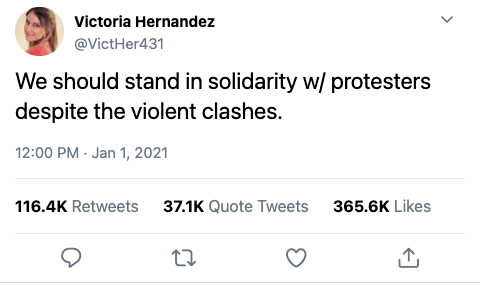 Victoria Hernandez
@VictHer431
We should stand in solidarity w/ protesters
despite the violent clashes.
12:00 PM · Jan 1, 2021
116.4K Retweets 37.1K Quote Tweets 365.6K Likes